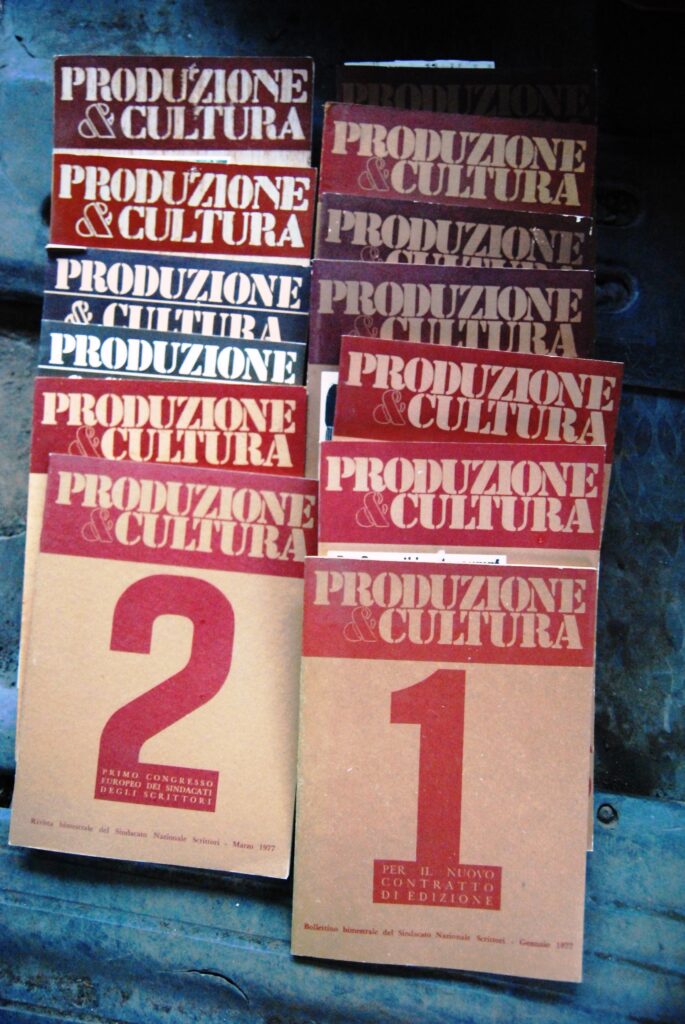 PRODUZIONE
& CULTURA
PRODUZIONE
& CULTURA
PRODUZIONE
& CULTURA
PRODUZIONE
PRODUZIONE
& CULTURA
PRODUZIONE
& CULTURA
2
PRIMO CONGRESSO
EUROPEO DEI SINDACATI
DEGLI SCRITTORI
Rivista bimestrale del Sindacato Nazionale Scrittori - Marzo 1977
PRODUZIONE
PRODUZIONE
& CULTURA
PRODUZIONE
& CULTURA
PRODUZIONE
& CULTURA
PRODUZIONE
& CULTURA
PRODUZIONE
& CULTURA
PRODUZIONE
& CULTURA
1
PER IL NUOVO
CONTRATTO
DI EDIZIONE
Bollettino bimestrale del Sindacato Nazionale Scrittori - Gennaio 1977